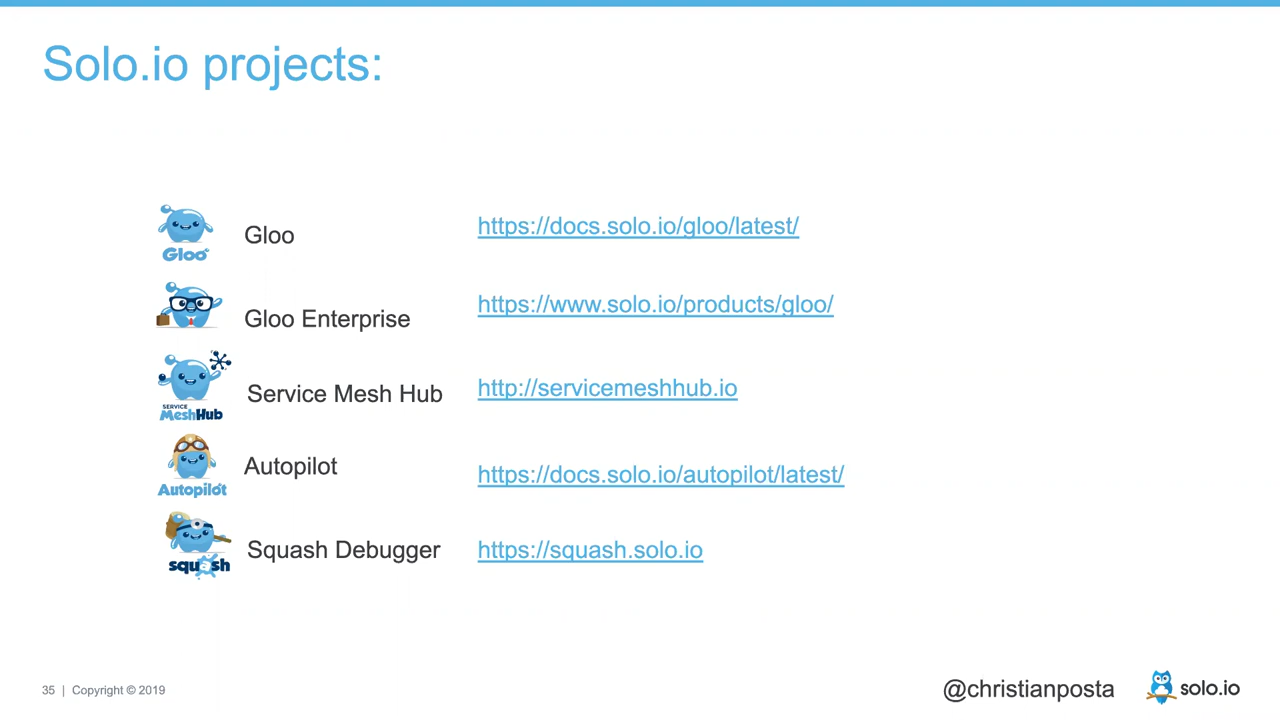 Solo.io projects:
Gloo
Gloo
https://docs.solo.io/gloo/latest/
Gloo Enterprise
https://www.solo.io/products/gloo/
SERVICE
MeshHub
Service Mesh Hub
http://servicemeshhub.io
Autopilot
Autopilot
https://docs.solo.io/autopilot/latest/
squash
Squash Debugger
https://squash.solo.io
35 | Copyright © 2019
@christianposta
solo.io